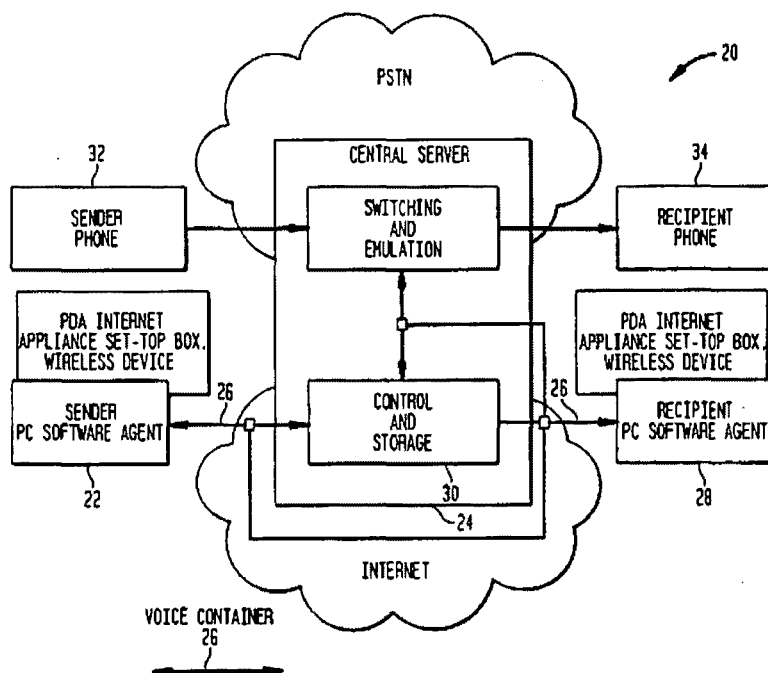 PSTN
20
CENTRAL SERVER
32
SENDER
PHONE
SWITCHING
AND
EMULATION
34
RECIPIENT
PHONE
PDA INTERNET
APPLIANCE SET-TOP BOX.
WIRELESS DEVICE
SENDER
PC SOFTWARE AGENT
22
26
CONTROL
AND
STORAGE
30
24
PDA INTERNET
APPLIANCE SET-TOP BOX,
WIRELESS DEVICE
26
RECIPIENT
PC SOFTWARE AGENT
28
INTERNET
VOICE CONTAINER
26